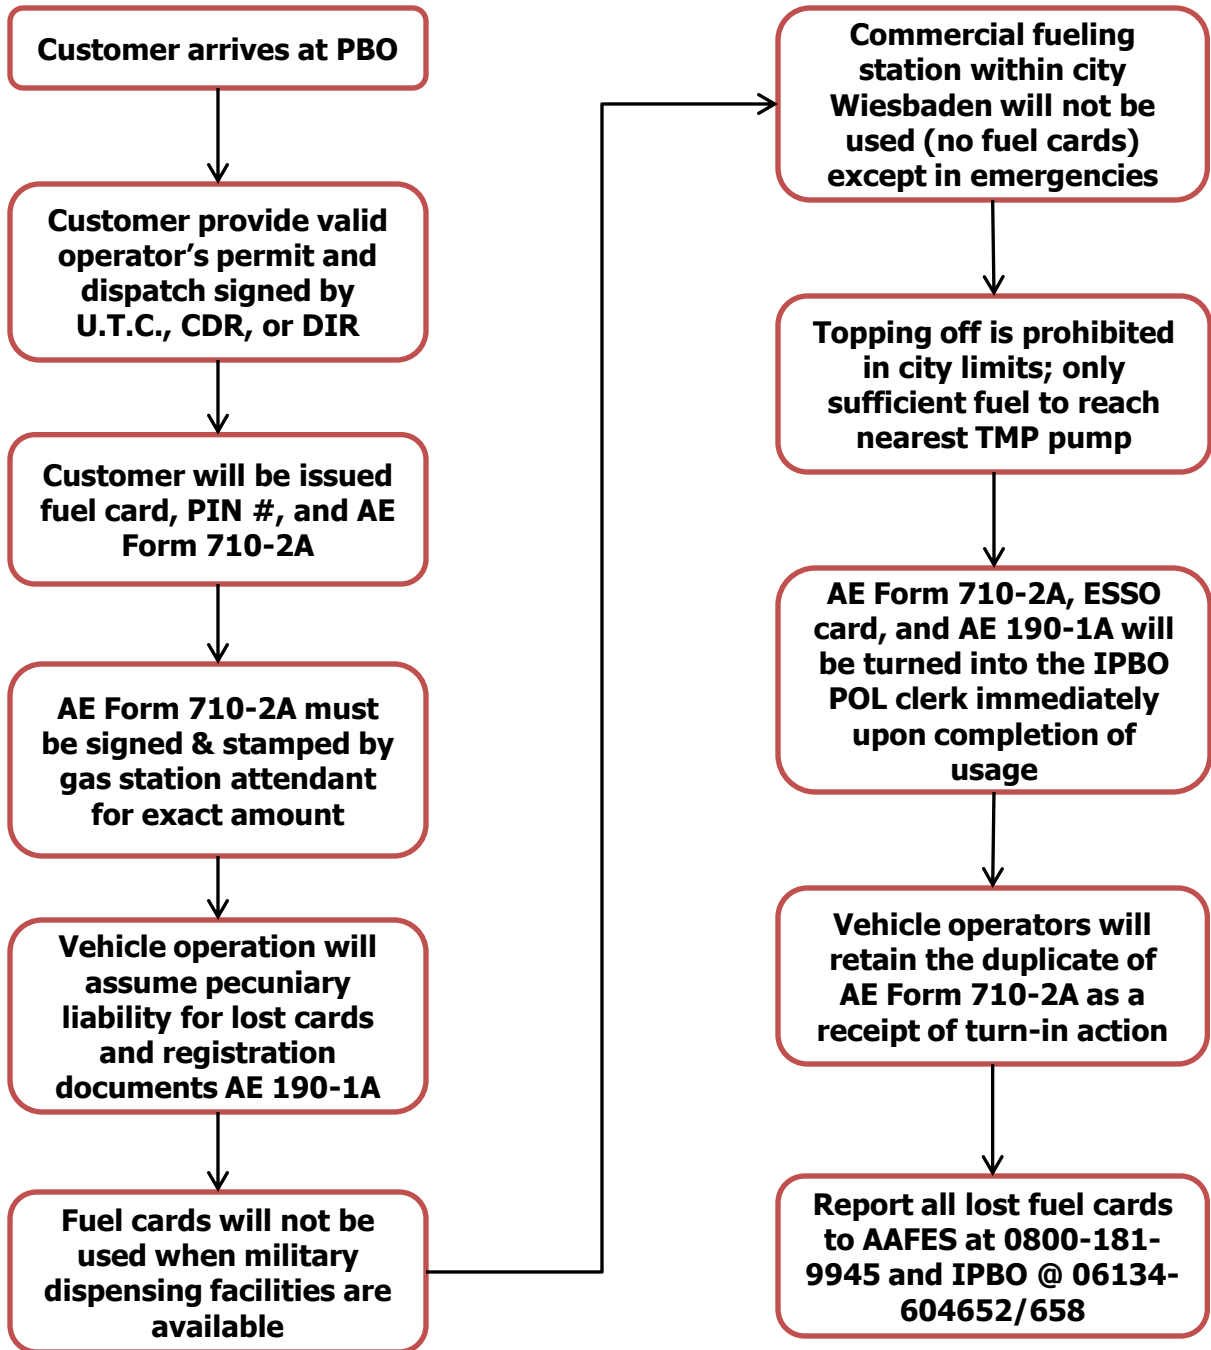 Customer arrives at PBO
Customer provide valid
operator’s permit and
dispatch signed by
U.T.C., CDR, or DIR
Customer will be issued
fuel card, PIN #, and AE
Form 710-2A
AE Form 710-2A must
be signed & stamped by
gas station attendant
for exact amount
Vehicle operation will
assume pecuniary
liability for lost cards
and registration
documents AE 190-1A
Fuel cards will not be
used when military
dispensing facilities are
available
Commercial fueling
station within city
Wiesbaden will not be
used (no fuel cards)
except in emergencies
Topping off is prohibited
in city limits; only
sufficient fuel to reach
nearest TMP pump
AE Form 710-2A, ESSO
card, and AE 190-1A will
be turned into the IPBO
POL clerk immediately
upon completion of
usage
Vehicle operators will
retain the duplicate of
AE Form 710-2A as a
receipt of turn-in action
Report all lost fuel cards
to AAFES at 0800-181-
9945 and IPBO @ 06134-
604652/658